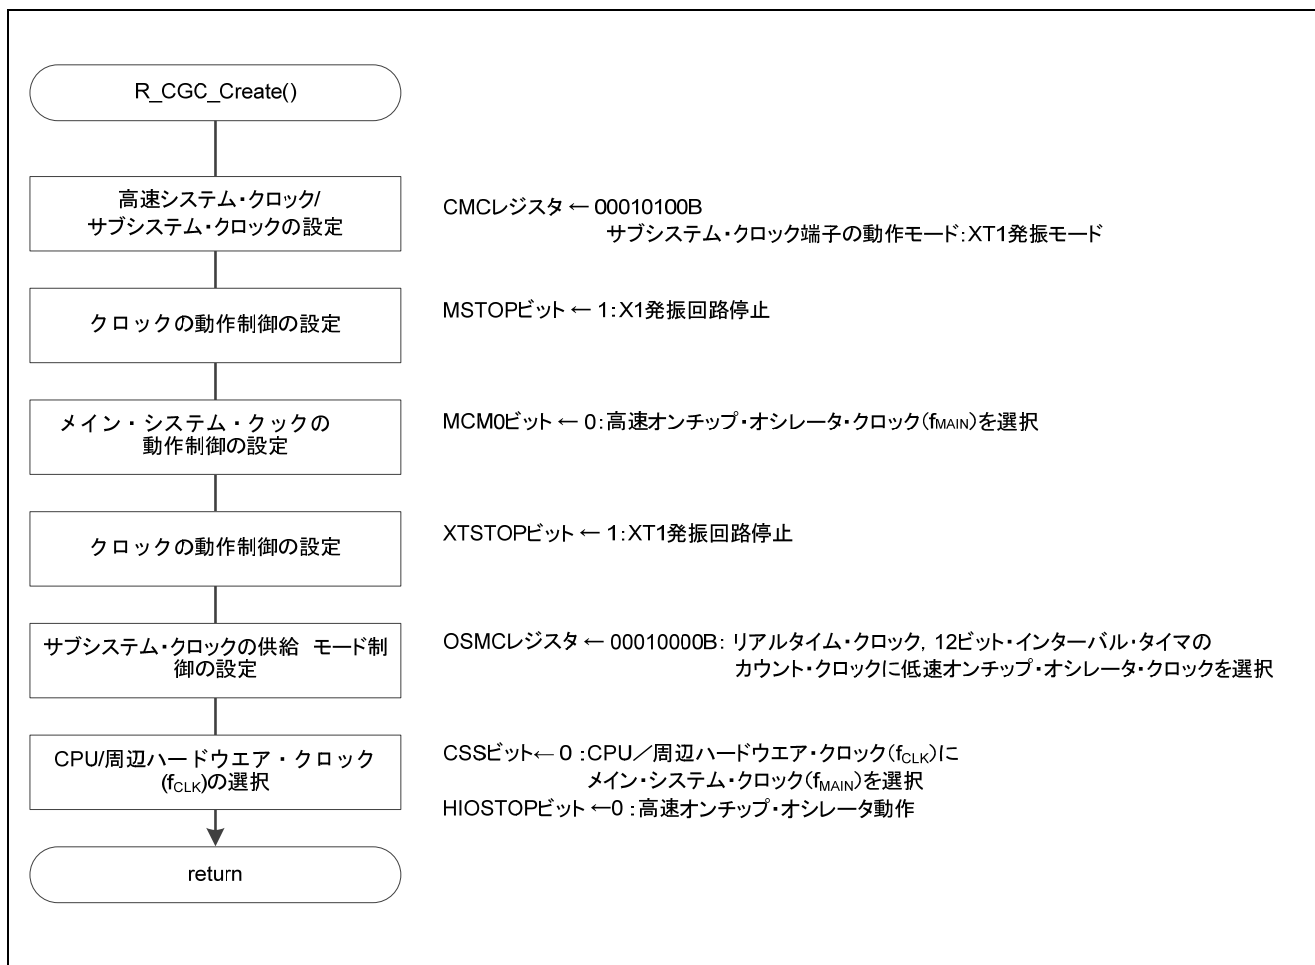 R_CGC_Create()
高速システム・クロック/
サブシステム・クロックの設定
CMCレジスタ ← 00010100B
サブシステム・クロック端子の動作モード：XT1発振モード
クロックの動作制御の設定
MSTOPビット ← 1：X1発振回路停止
メイン・システム・クックの
動作制御の設定
MCM0ビット ← 0：高速オンチップ・オシレータ・クロック（fMAIN）を選択
クロックの動作制御の設定
XTSTOPビット ← 1：XT1発振回路停止
サブシステム・クロックの供給　モード制
御の設定
OSMCレジスタ ← 00010000B： リアルタイム・クロック，12ビット・インターバル・タイマの
カウント・クロックに低速オンチップ・オシレータ・クロックを選択
CPU/周辺ハードウエア・クロック
(fCLK)の選択
CSSビット← 0 ：CPU／周辺ハードウエア・クロック（fCLK）に
メイン・システム・クロック（fMAIN）を選択
HIOSTOPビット ←0 ：高速オンチップ・オシレータ動作
return